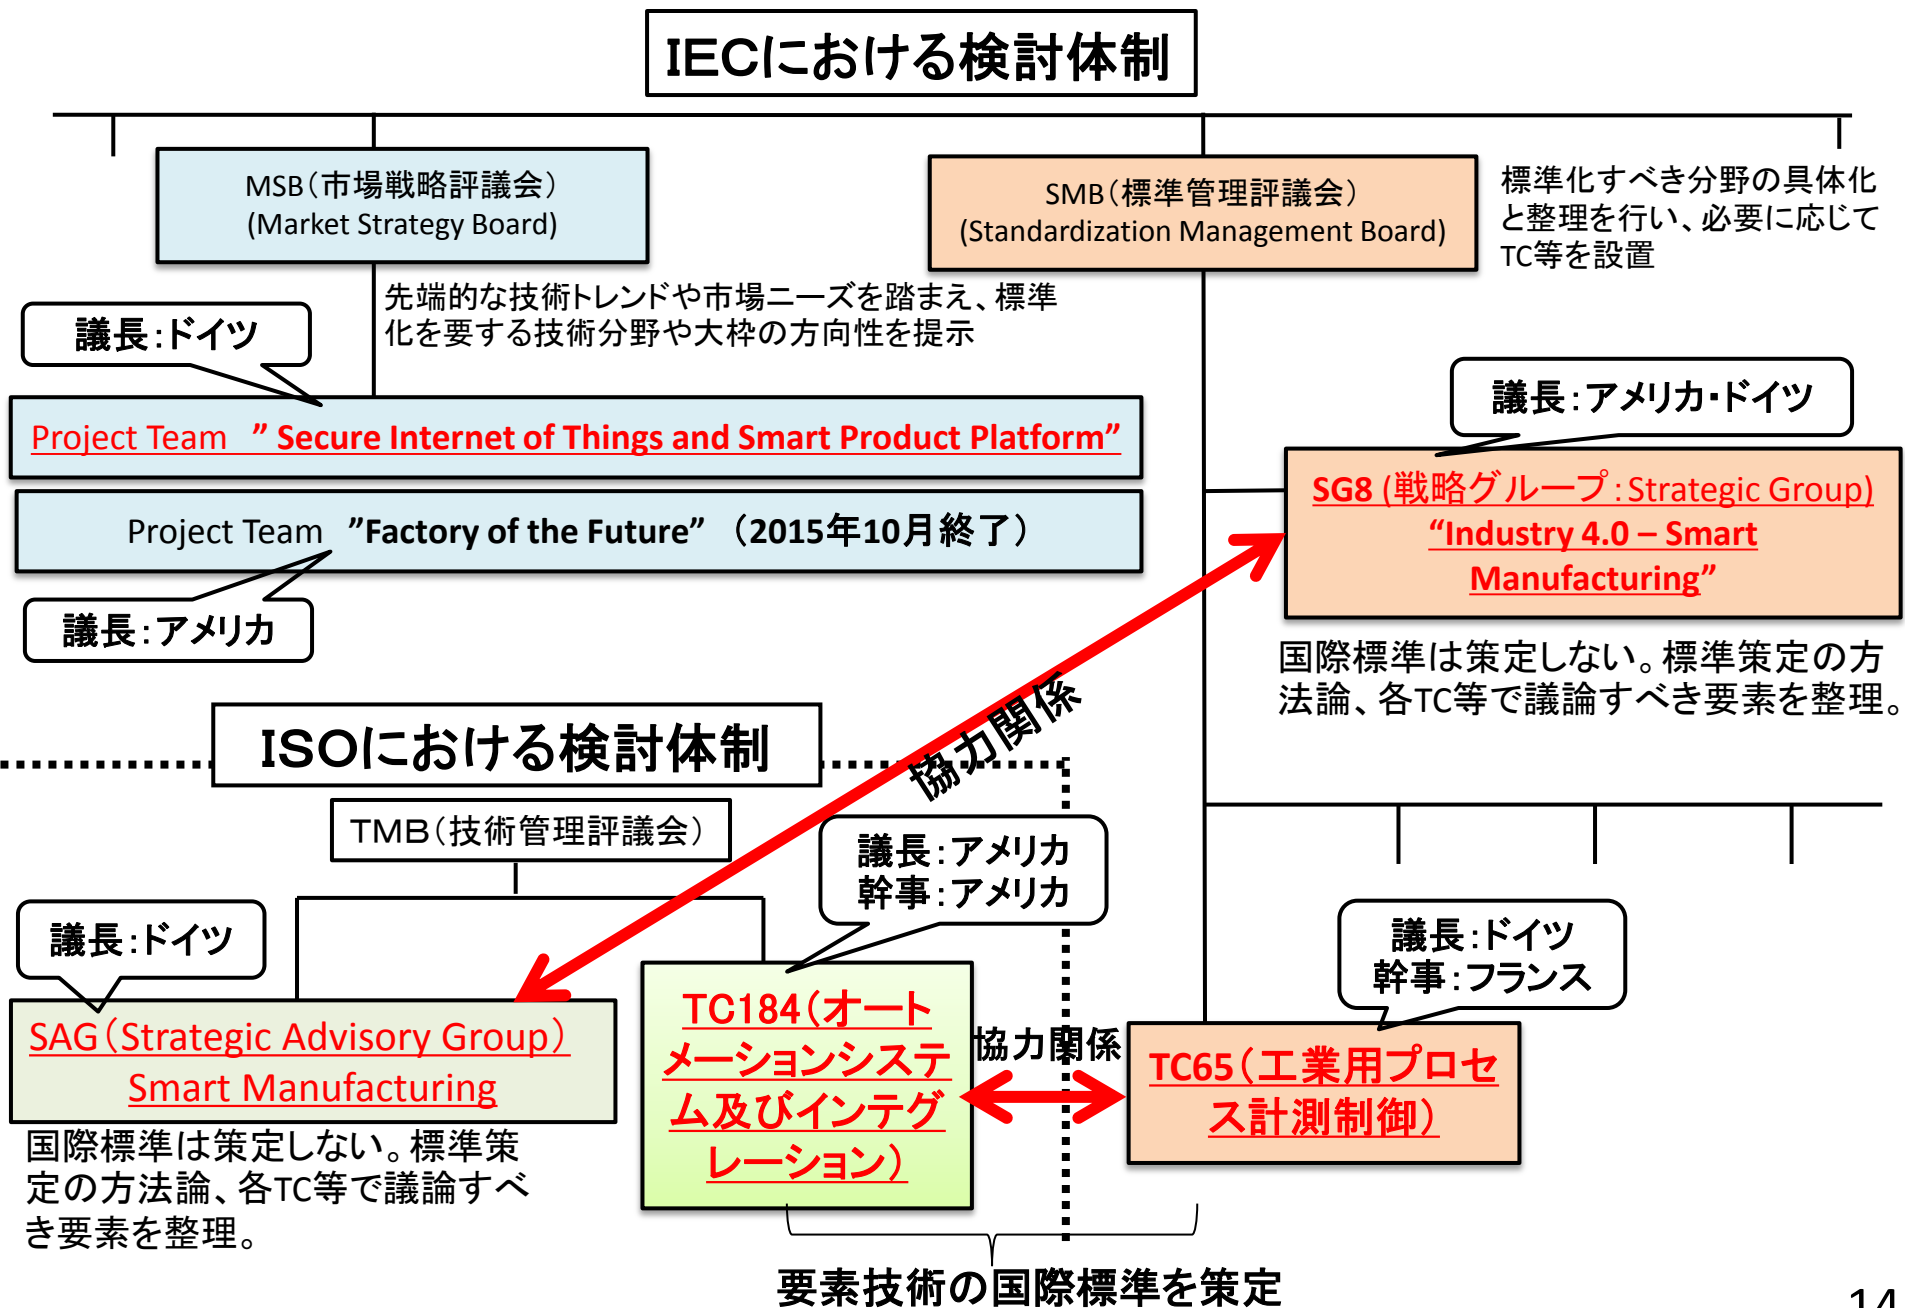 IECにおける検討体制
MSB（市場戦略評議会）
(Market Strategy Board)
SMB（標準管理評議会）
(Standardization Management Board)
標準化すべき分野の具体化
と整理を行い、必要に応じて
TC等を設置
先端的な技術トレンドや市場ニーズを踏まえ、標準
化を要する技術分野や大枠の方向性を提示
議長：ドイツ
Project Team ” Secure Internet of Things and Smart Product Platform”
議長：アメリカ・ドイツ
SG8 (戦略グループ：Strategic Group)
“Industry 4.0 – Smart
Manufacturing”
Project Team ”Factory of the Future” （2015年10月終了）
議長：アメリカ
国際標準は策定しない。標準策定の方
法論、各TC等で議論すべき要素を整理。
協力関係
ISOにおける検討体制
TMB（技術管理評議会）
議長：アメリカ
幹事：アメリカ
議長：ドイツ
議長：ドイツ
幹事：フランス
SAG（Strategic Advisory Group）
Smart Manufacturing
TC184（オート
メーションシステ
ム及びインテグ
レーション）
協力関係
TC65（工業用プロセ
ス計測制御）
国際標準は策定しない。標準策
定の方法論、各TC等で議論すべ
き要素を整理。
要素技術の国際標準を策定
14